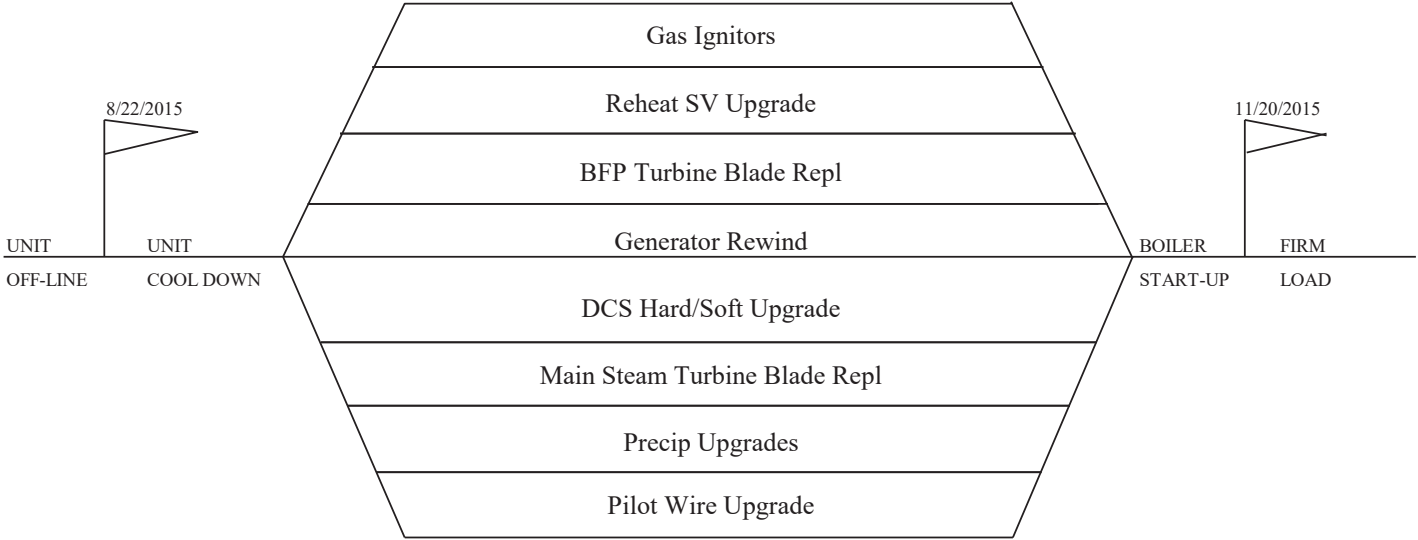 Gas Ignitors
Reheat SV Upgrade
8/22/2015
11/20/2015
BFP Turbine Blade Repl
Generator Rewind
UNIT
UNIT
BOILER
FIRM
OFF-LINE
COOL DOWN
START-UP
LOAD
DCS Hard/Soft Upgrade
Main Steam Turbine Blade Repl
Precip Upgrades
Pilot Wire Upgrade